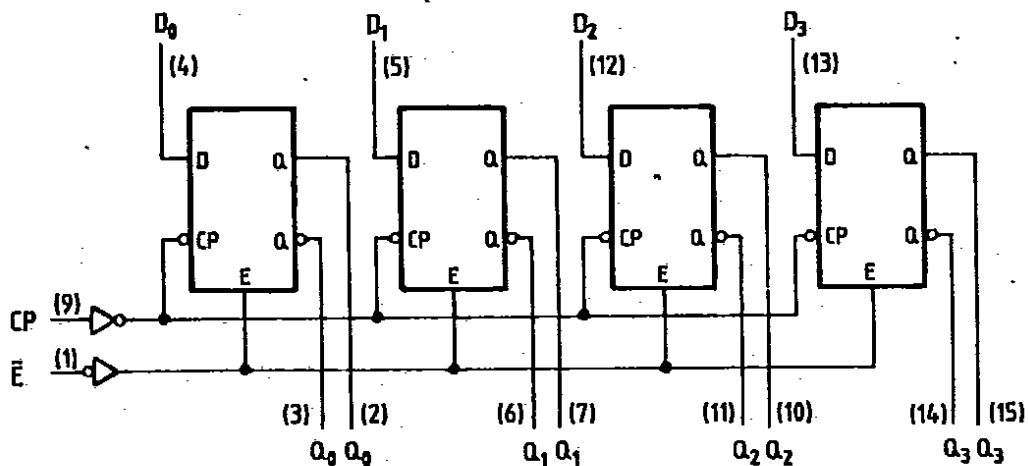 D₀ D₁ D₂ D₃
(4) (5) (12) (13)
D Q D Q D Q D Q
CP Q CP Q CP Q CP Q
E E E E
CP (9)
Ē (1)
(3) (2) (6) (7) (11) (10) (14) (15)
Q₀ Q₀ Q₁ Q₁ Q₂ Q₂ Q₃ Q₃